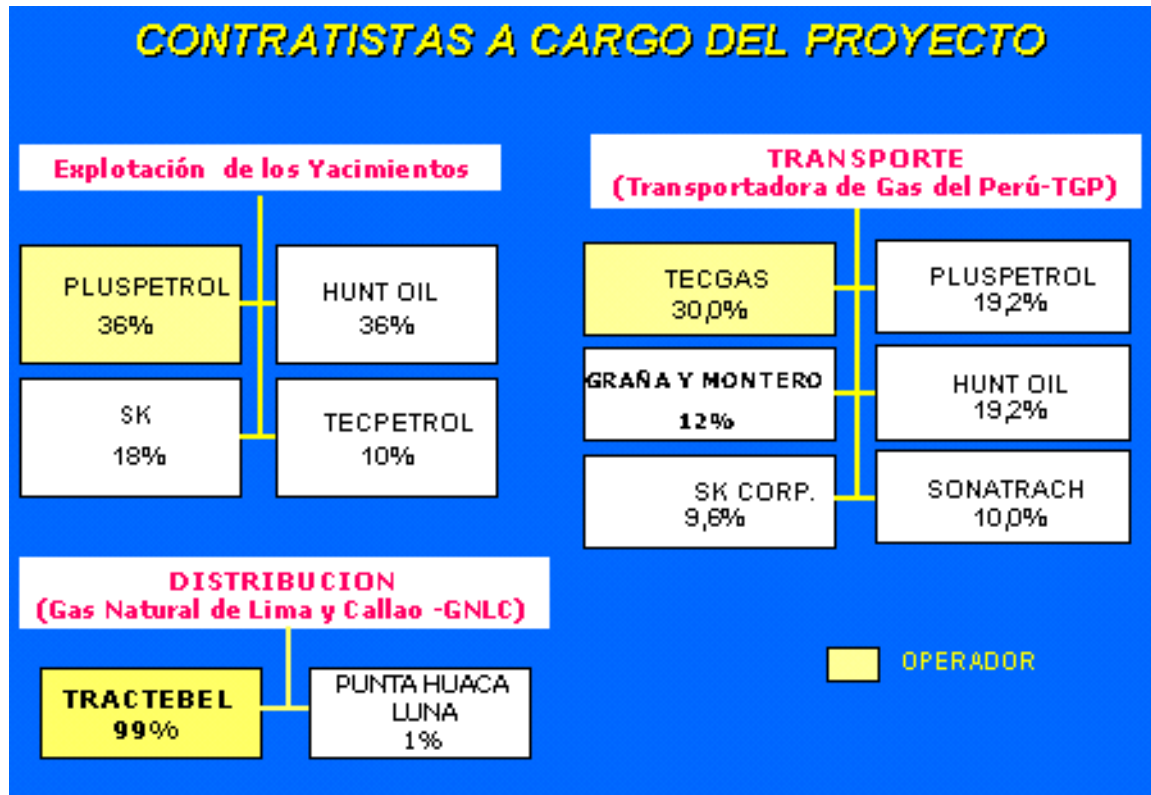 CONTRATISTAS A CARGO DEL PROYECTO
Explotación de los Yacimientos
PLUSPETROL
36%
HUNT OIL
36%
SK
18%
TECPETROL
10%
TRANSPORTE
(Transportadora de Gas del Perú-TGP)
TECGAS
30,0%
PLUSPETROL
19,2%
GRAÑA Y MONTERO
12%
HUNT OIL
19,2%
SK CORP.
9,6%
SONATRACH
10,0%
DISTRIBUCION
(Gas Natural de Lima y Callao -GNLC)
TRACTEBEL
99%
PUNTA HUACA
LUNA
1%
OPERADOR